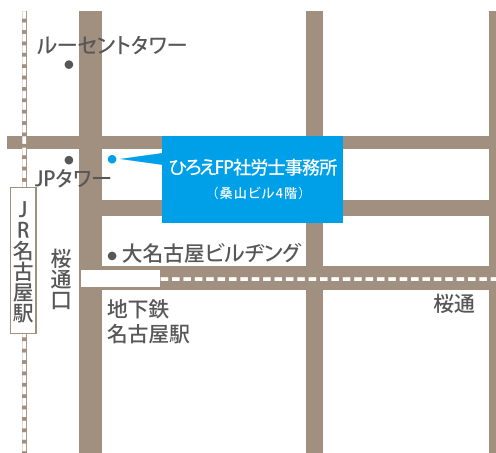 ルーセントタワー
ひろえFP社労士事務所
（桑山ビル4階）
JPタワー
JR名古屋駅
桜通口
大名古屋ビルヂング
地下鉄
名古屋駅
桜通